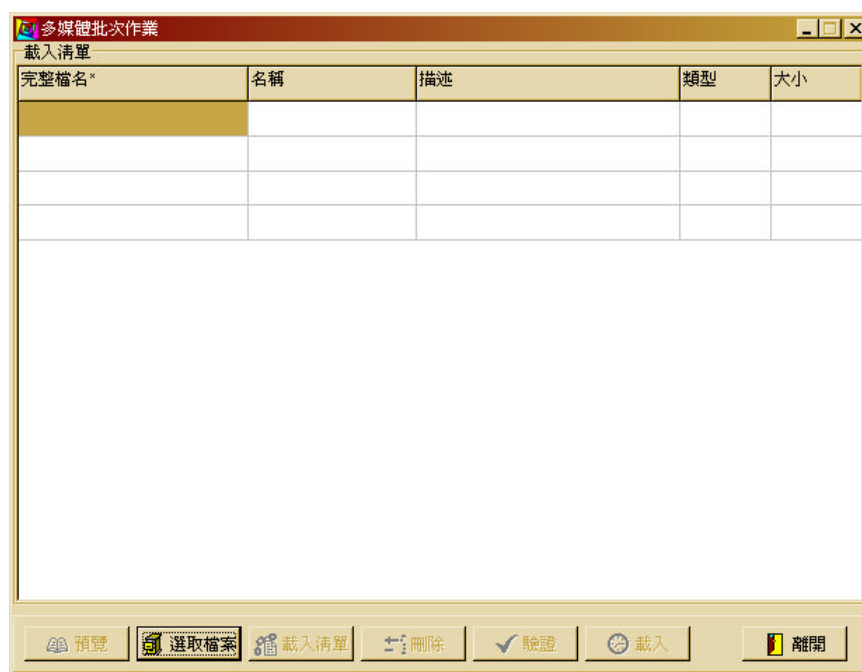 多媒體批次作業
載入清單
完整檔名* 名稱 描述 類型 大小
預覽 選取檔案 載入清單 刪除 驗證 載入 離開